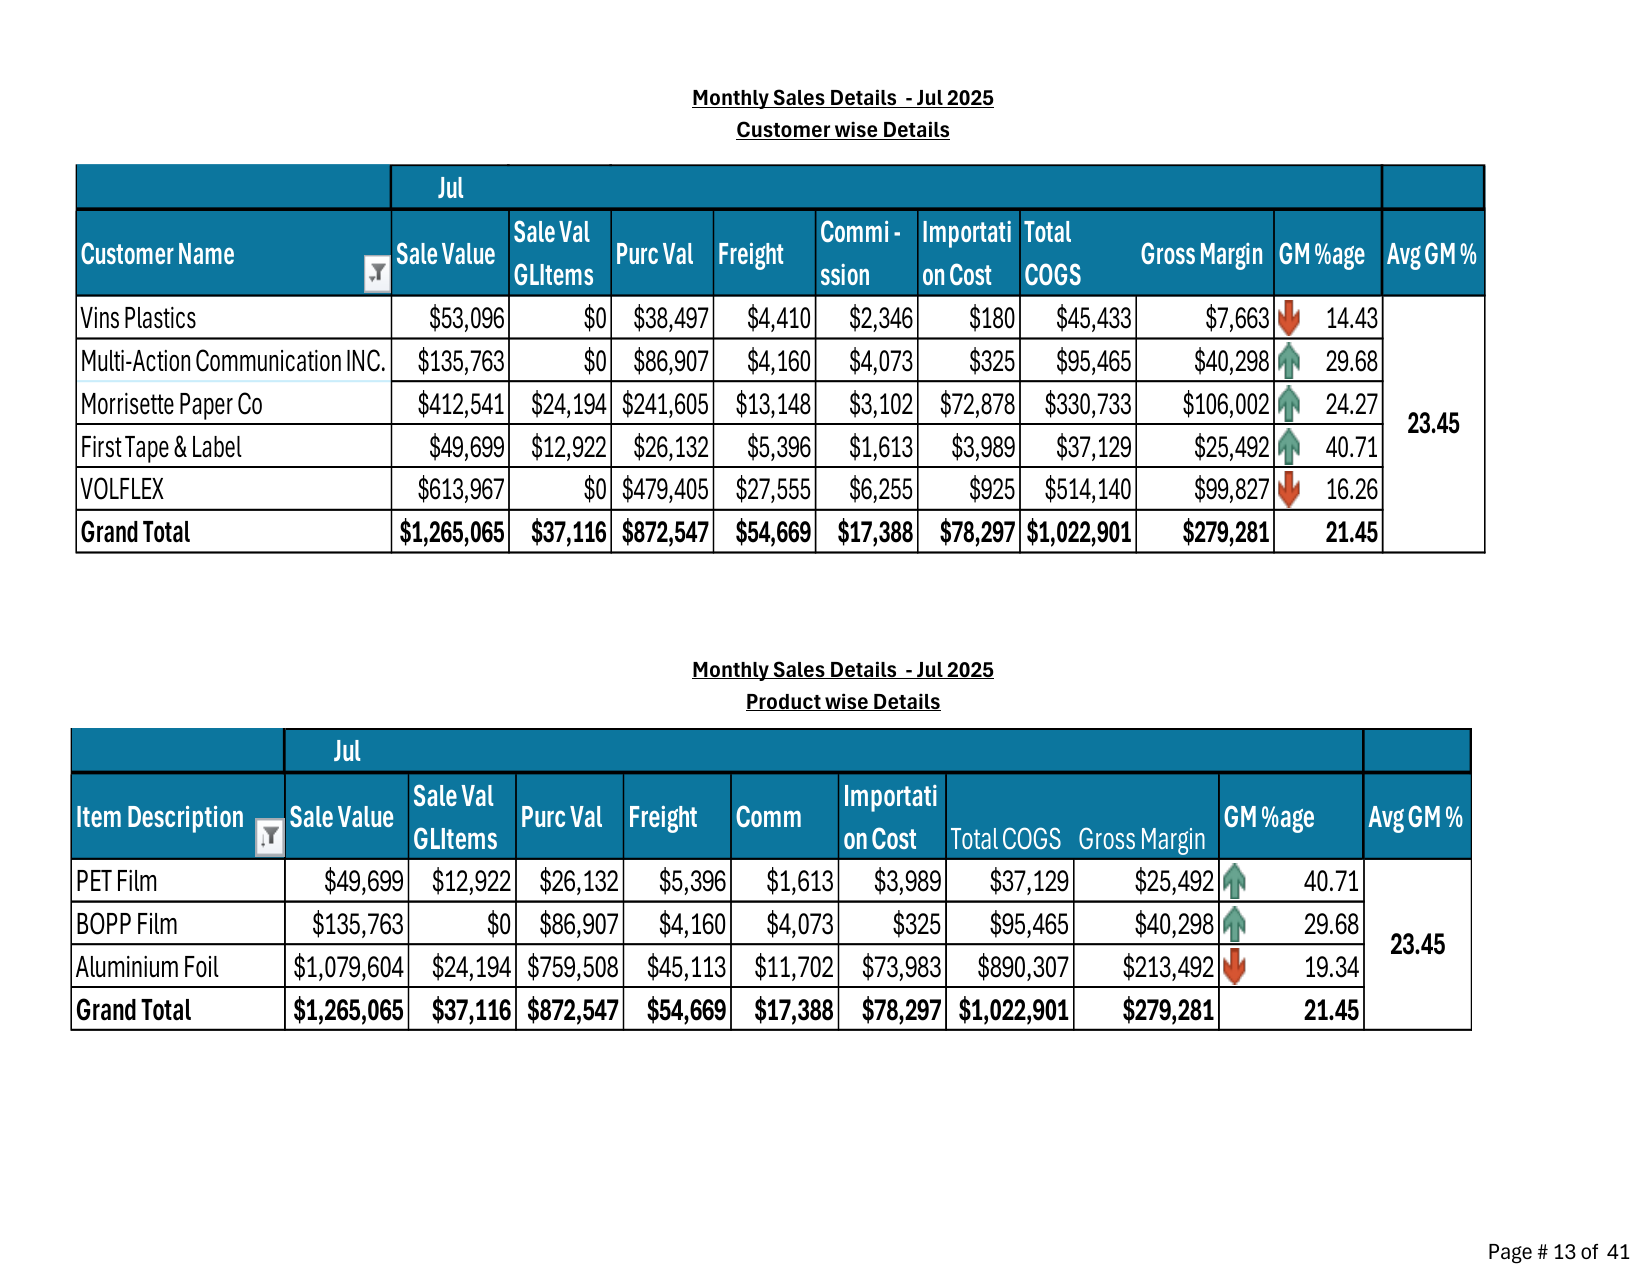 Monthly Sales Details - Jul 2025
Customer wise Details
Jul
Customer Name Sale Value Sale Val GLItems Purc Val Freight Commi - ssion Importati on Cost Total COGS Gross Margin GM %age Avg GM %
Vins Plastics $53,096 $0 $38,497 $4,410 $2,346 $180 $45,433 $7,663 14.43
Multi-Action Communication INC. $135,763 $0 $86,907 $4,160 $4,073 $325 $95,465 $40,298 29.68
Morrisette Paper Co $412,541 $24,194 $241,605 $13,148 $3,102 $72,878 $330,733 $106,002 24.27
23.45
First Tape & Label $49,699 $12,922 $26,132 $5,396 $1,613 $3,989 $37,129 $25,492 40.71
VOLFLEX $613,967 $0 $479,405 $27,555 $6,255 $925 $514,140 $99,827 16.26
Grand Total $1,265,065 $37,116 $872,547 $54,669 $17,388 $78,297 $1,022,901 $279,281 21.45
Monthly Sales Details - Jul 2025
Product wise Details
Jul
Item Description Sale Value Sale Val GLItems Purc Val Freight Comm Importati on Cost Total COGS Gross Margin GM %age Avg GM %
PET Film $49,699 $12,922 $26,132 $5,396 $1,613 $3,989 $37,129 $25,492 40.71
BOPP Film $135,763 $0 $86,907 $4,160 $4,073 $325 $95,465 $40,298 29.68
23.45
Aluminium Foil $1,079,604 $24,194 $759,508 $45,113 $11,702 $73,983 $890,307 $213,492 19.34
Grand Total $1,265,065 $37,116 $872,547 $54,669 $17,388 $78,297 $1,022,901 $279,281 21.45
Page # 13 of 41